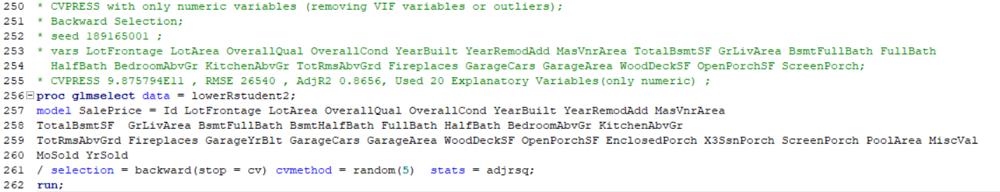 250 * CVPRESS with only numeric variables (removing VIF variables or outliers);
251 * Backward Selection;
252 * seed 189165001 ;
253 * vars LotFrontage LotArea OverallQual OverallCond YearBuilt YearRemodAdd MasVnrArea TotalBsmtSF GrLivArea BsmtFullBath FullBath
254 HalfBath BedroomAbvGr KitchenAbvGr TotRmsAbvGrd Fireplaces GarageCars GarageArea WoodDeckSF OpenPorchSF ScreenPorch;
255 * CVPRESS 9.875794E11 , RMSE 26540 , AdjR2 0.8656, Used 20 Explanatory Variables(only numeric) ;
256 proc glmselect data = lowerRstudent2;
257 model SalePrice = Id LotFrontage LotArea OverallQual OverallCond YearBuilt YearRemodAdd MasVnrArea
258 TotalBsmtSF GrLivArea BsmtFullBath BsmtHalfBath FullBath HalfBath BedroomAbvGr KitchenAbvGr
259 TotRmsAbvGrd Fireplaces GarageYrBlt GarageCars GarageArea WoodDeckSF OpenPorchSF EnclosedPorch X3SsnPorch ScreenPorch PoolArea MiscVal
260 MoSold YrSold
261 / selection = backward(stop = cv) cvmethod = random(5) stats = adjrsq;
262 run;